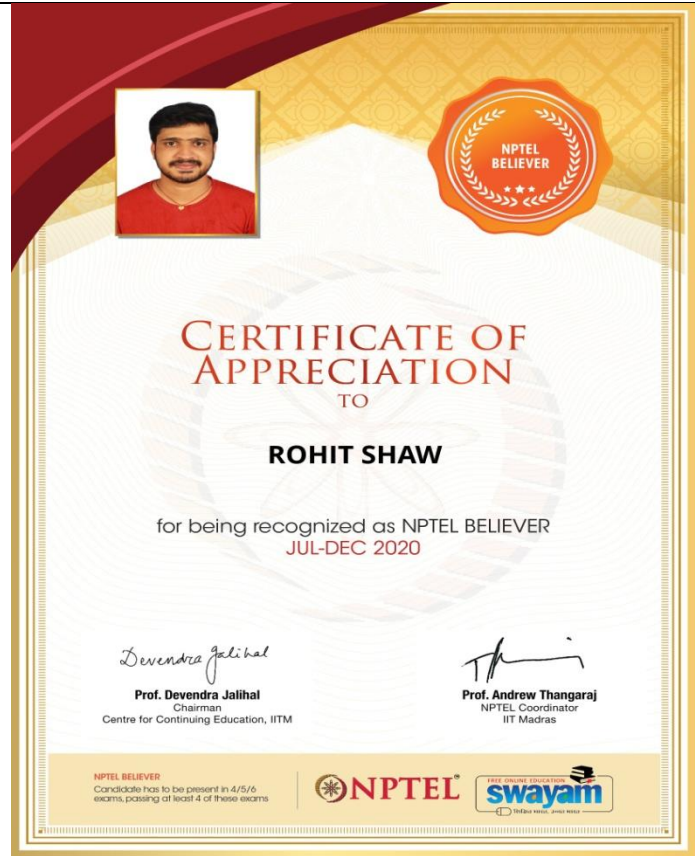 NPTEL
BELIEVER
CERTIFICATE OF
APPRECIATION
TO
ROHIT SHAW
for being recognized as NPTEL BELIEVER
JUL-DEC 2020
Devendra Jalihal
Prof. Devendra Jalihal
Chairman
Centre for Continuing Education, IITM
Prof. Andrew Thangaraj
NPTEL Coordinator
IIT Madras
NPTEL BELIEVER
Candidate has to be present in 4/5/6
exams, passing at least 4 of these exams
NPTEL
FREE ONLINE EDUCATION
swayam